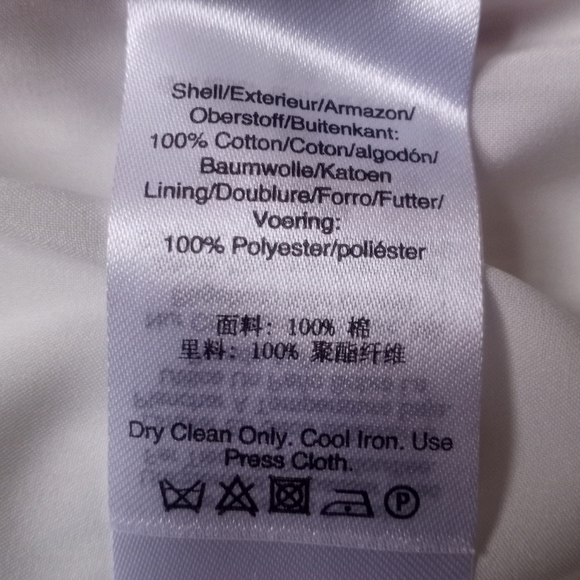 Shell/Exterieur/Armazon/
Oberstoff/Buitenkant:
100% Cotton/Coton/algodón/
Baumwolle/Katoen
Lining/Doublure/Forro/Futter/
Voering:
100% Polyester/poliéster
面料: 100% 棉
里料: 100% 聚酯纤维
Dry Clean Only. Cool Iron. Use
Press Cloth.
P